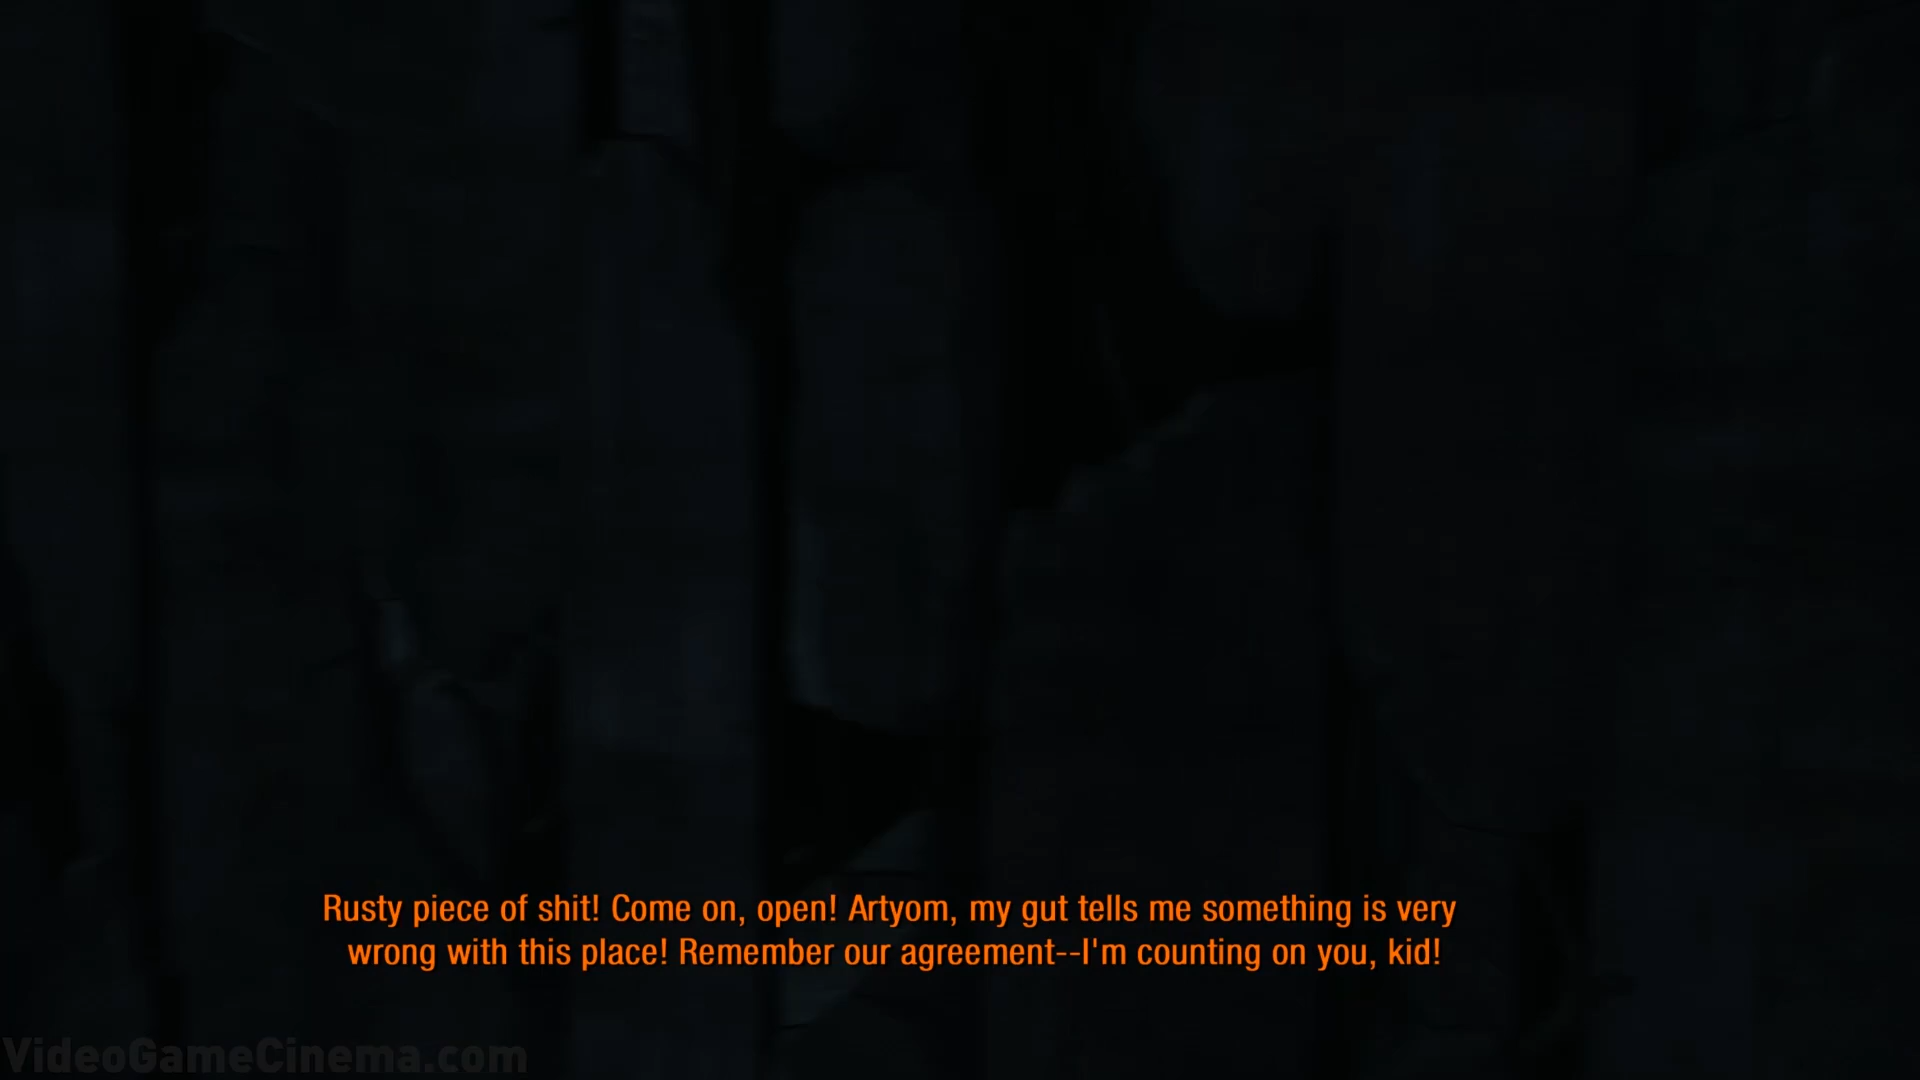 Rusty piece of shit! Come on, open! Artyom, my gut tells me something is very
wrong with this place! Remember our agreement--I'm counting on you, kid!
VideoGameCinema.com